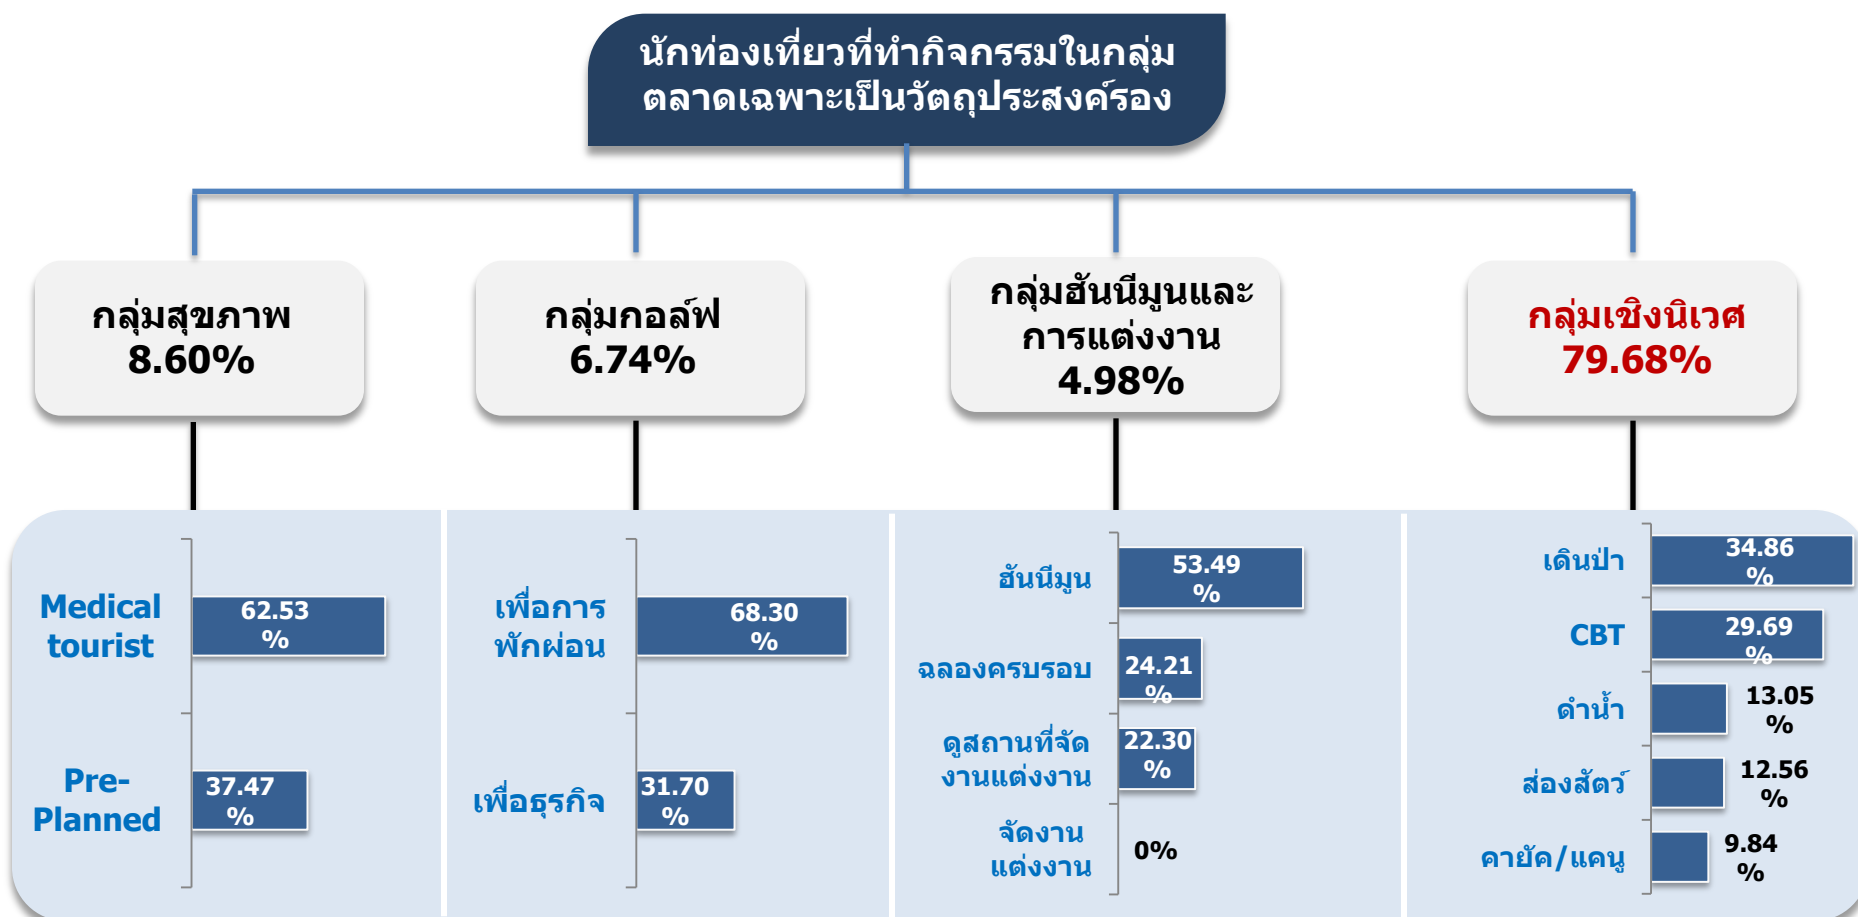 นักท่องเที่ยวที่ทำกิจกรรมในกลุ่ม
ตลาดเฉพาะเป็นวัตถุประสงค์รอง
กลุ่มสุขภาพ
8.60%
กลุ่มกอล์ฟ
6.74%
กลุ่มฮันนีมูนและ
การแต่งงาน
4.98%
กลุ่มเชิงนิเวศ
79.68%
Medical
tourist
62.53
%
Pre-
Planned
37.47
%
เพื่อการ
พักผ่อน
68.30
%
เพื่อธุรกิจ
31.70
%
ฮันนีมูน
53.49
%
ฉลองครบรอบ
24.21
%
ดูสถานที่จัด
งานแต่งงาน
22.30
%
จัดงาน
แต่งงาน
0%
เดินป่า
34.86
%
CBT
29.69
%
ดำน้ำ
13.05
%
ส่องสัตว์
12.56
%
คายัค/แคนู
9.84
%